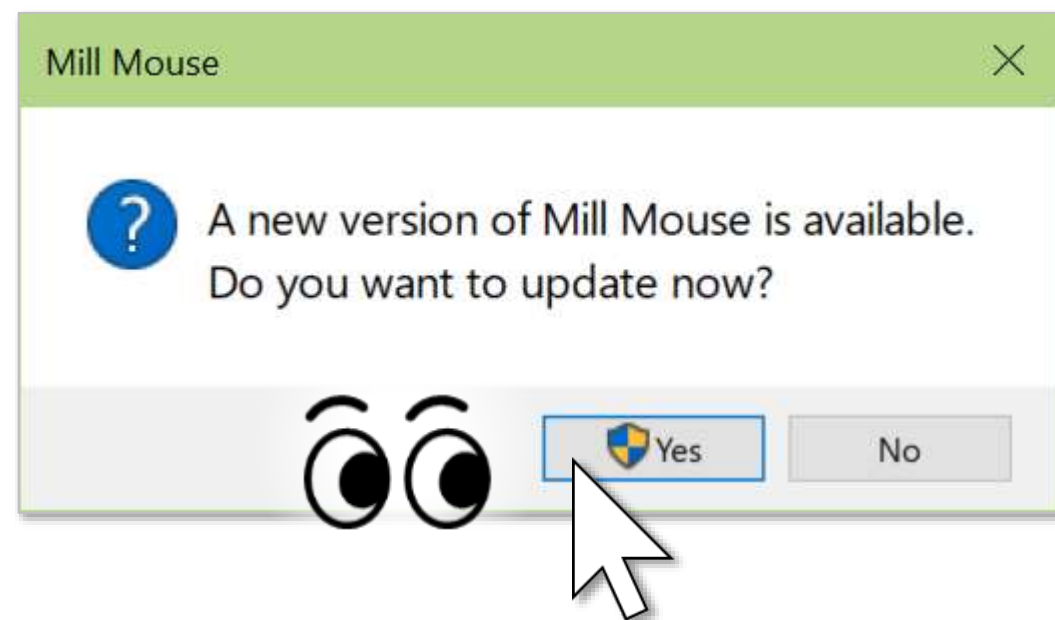 Mill Mouse
A new version of Mill Mouse is available.
Do you want to update now?
Yes No